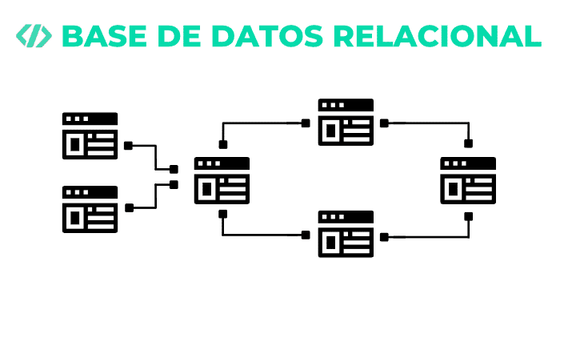 BASE DE DATOS RELACIONAL